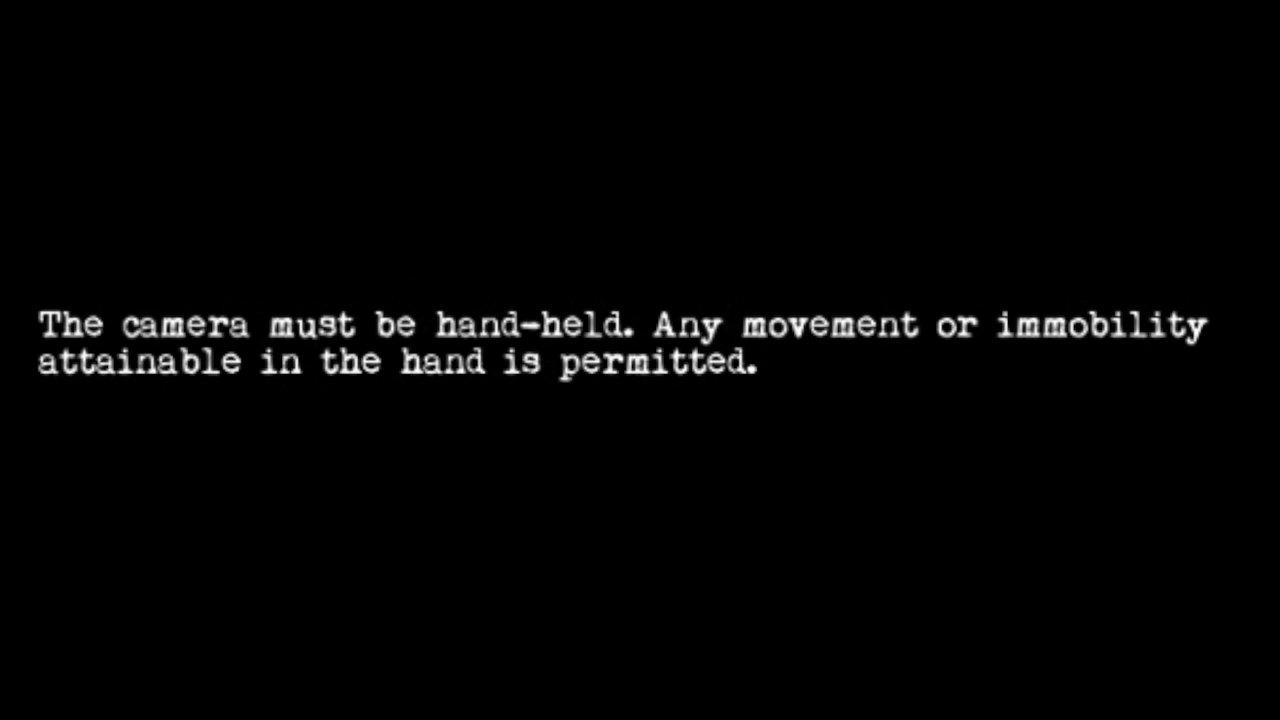 The camera must be hand-held. Any movement or immobility
attainable in the hand is permitted.